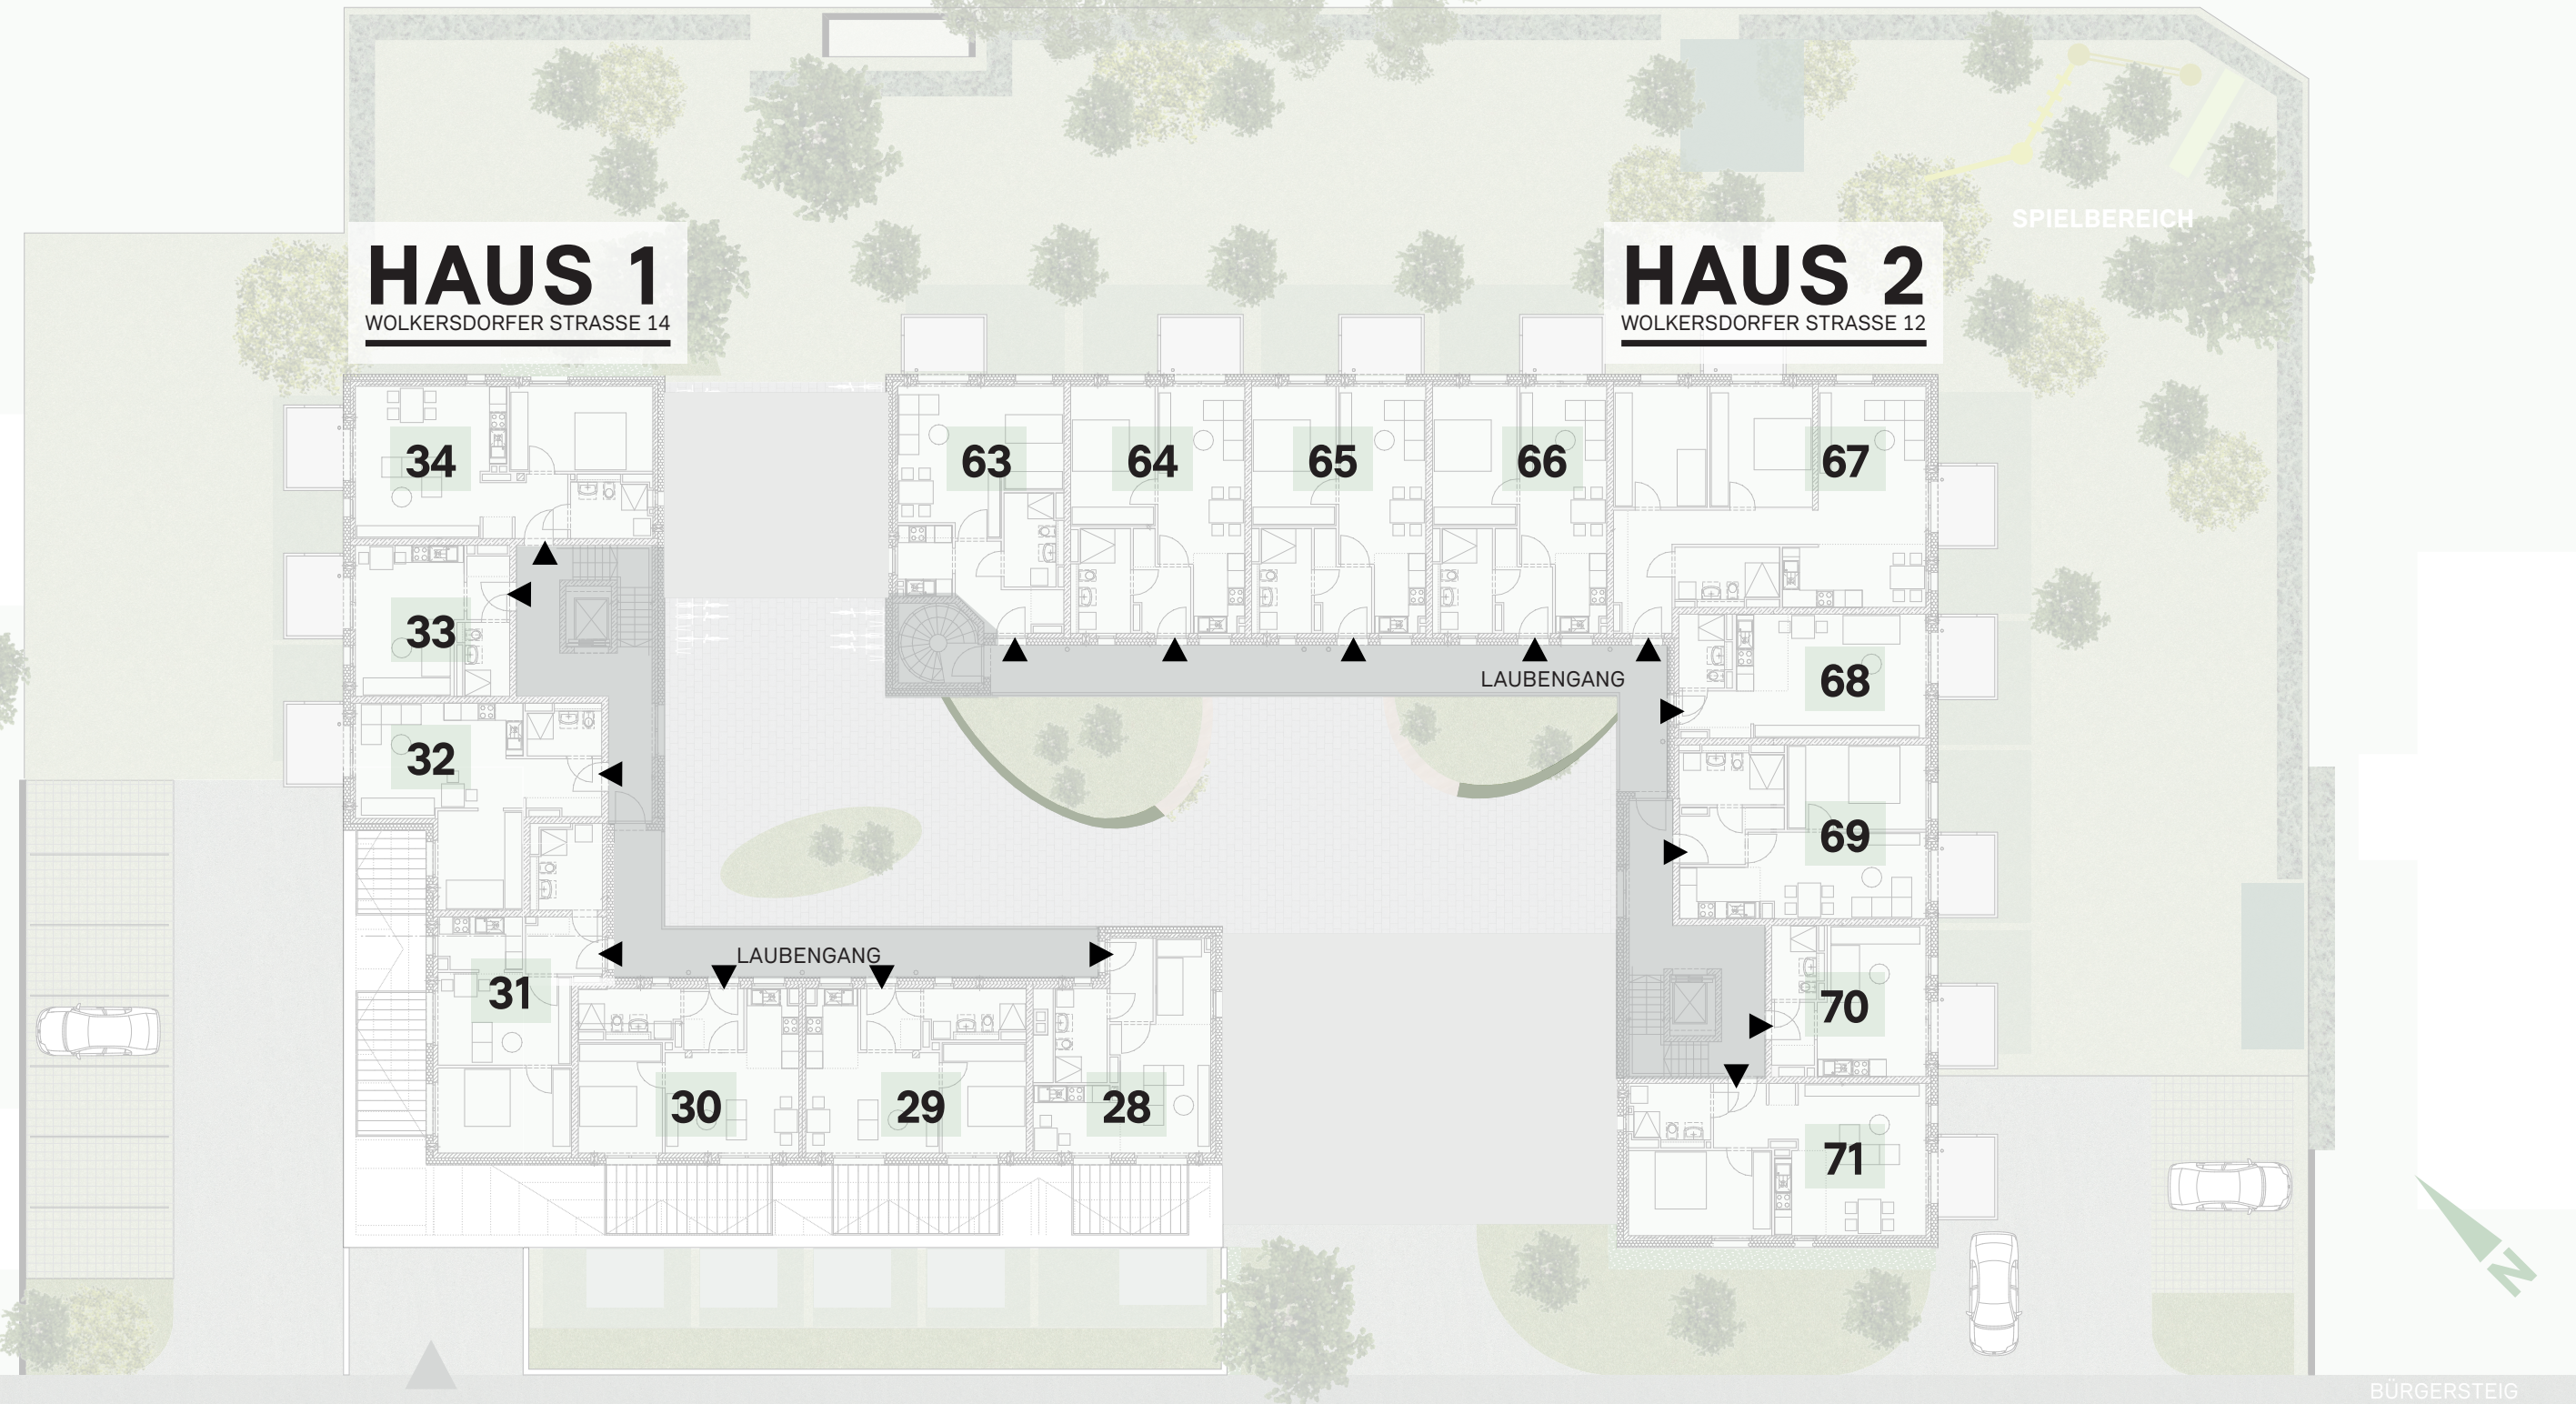 SPIELBEREICH
HAUS 1
WOLKERSDORFER STRASSE 14
HAUS 2
WOLKERSDORFER STRASSE 12
34
63
64
65
66
67
33
LAUBENGANG
68
32
69
LAUBENGANG
31
70
30
29
28
71
N
BÜRGERSTEIG